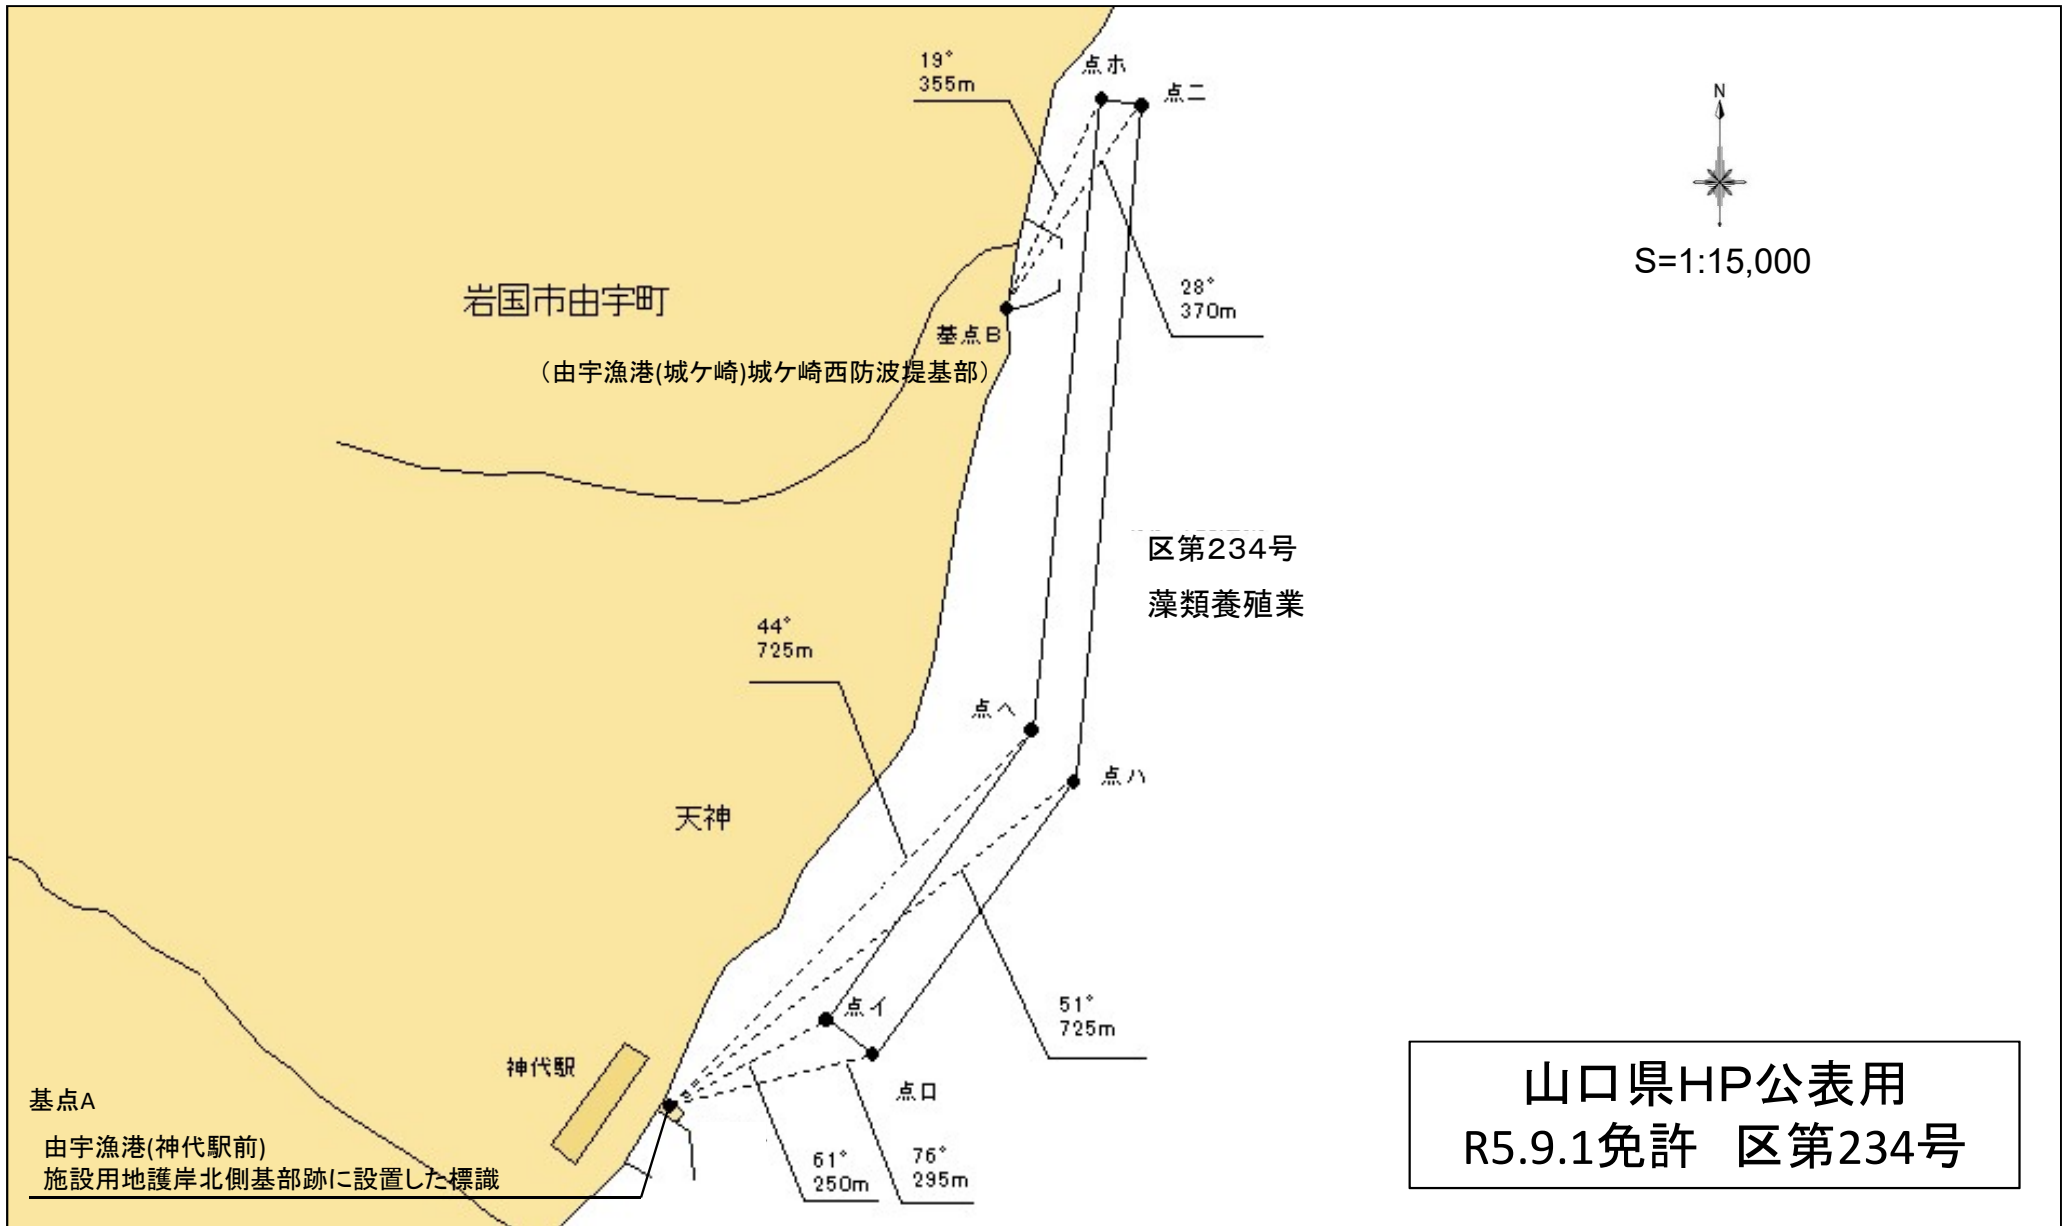 19°
355m
点ホ
点ニ
N
S=1:15,000
岩国市由宇町
28°
370m
基点B
（由宇漁港(城ケ崎)城ケ崎西防波堤基部）
区第234号
藻類養殖業
44°
725m
点ヘ
点ハ
天神
点イ
51°
725m
神代駅
点ロ
基点A
由宇漁港(神代駅前)
施設用地護岸北側基部跡に設置した標識
61°
250m
76°
295m
山口県HP公表用
R5.9.1免許　区第234号